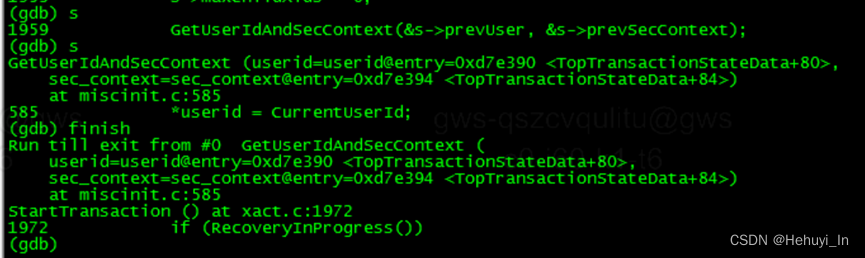 (gdb) s
1959            GetUserIdAndSecContext(&s->prevUser, &s->prevSecContext);
(gdb) s
GetUserIdAndSecContext (userid=userid@entry=0xd7e390 <TopTransactionStateData+80>,
    sec_context=sec_context@entry=0xd7e394 <TopTransactionStateData+84>)
    at miscinit.c:585
585             *userid = CurrentUserId;
gws-qszcvqulitu@gws
(gdb) finish
Run till exit from #0  GetUserIdAndSecContext (
    userid=userid@entry=0xd7e390 <TopTransactionStateData+80>,
    sec_context=sec_context@entry=0xd7e394 <TopTransactionStateData+84>)
    at miscinit.c:585
StartTransaction () at xact.c:1972
1972            if (RecoveryInProgress())
(gdb)
CSDN @Hehuyi_In